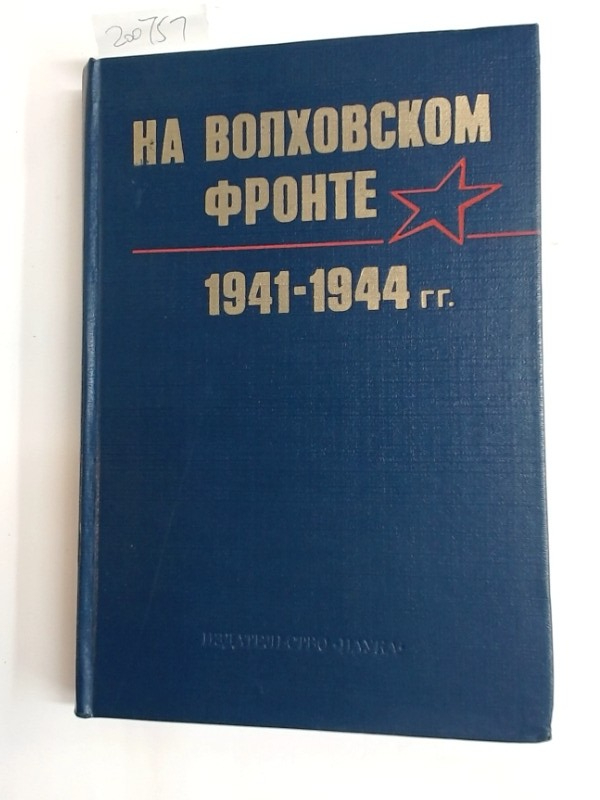 200757
НА ВОЛХОВСКОМ
ФРОНТЕ
1941-1944 гг.
ИЗДАТЕЛЬСТВО «НАУКА»